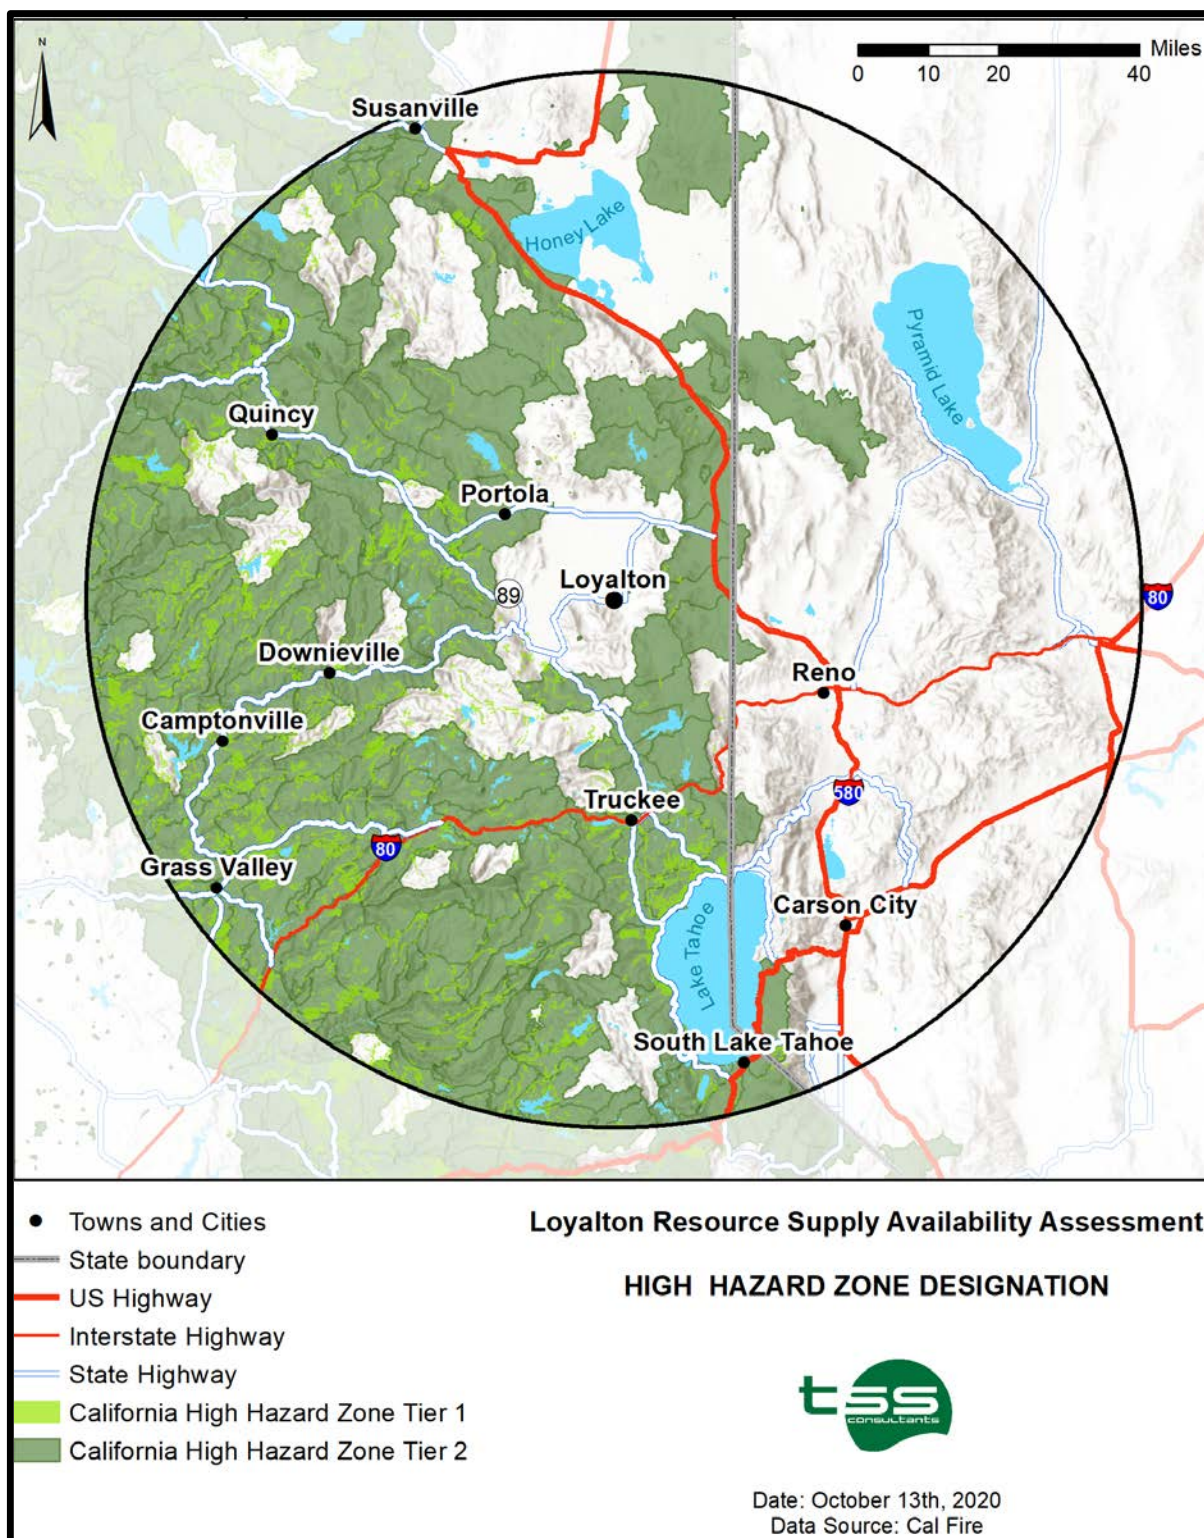 N
Miles
0 10 20 40
Susanville
Honey Lake
Pyramid Lake
Quincy
Portola
Loyalton
89
80
Downieville
Reno
Camptonville
580
Truckee
80
Grass Valley
Carson City
Lake Tahoe
South Lake Tahoe
Towns and Cities
State boundary
US Highway
Interstate Highway
State Highway
California High Hazard Zone Tier 1
California High Hazard Zone Tier 2
Loyalton Resource Supply Availability Assessment
HIGH HAZARD ZONE DESIGNATION
tss
consultants
Date: October 13th, 2020
Data Source: Cal Fire